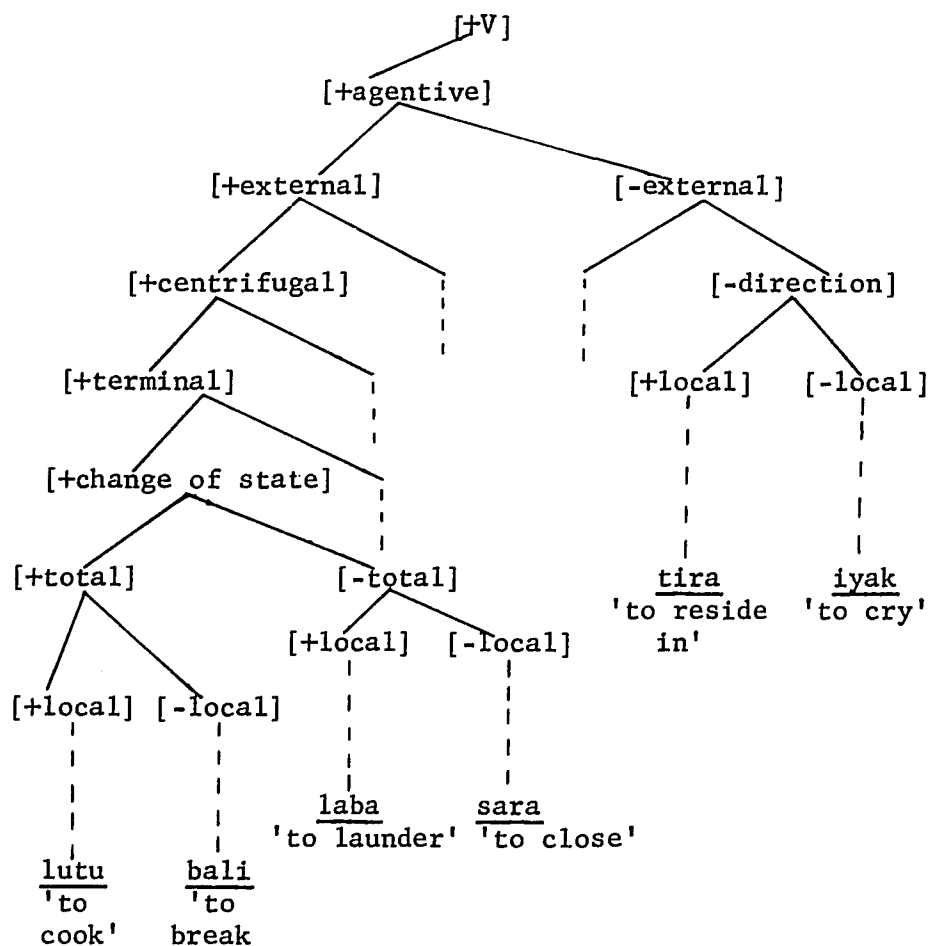 [+V]
[+agentive]
[+external] [-external]
[+centrifugal] [-direction]
[+terminal] [+local] [-local]
[+change of state]
[+total] [-total] tira iyak
'to reside 'to cry'
in'
[+local] [-local]
[+local] [-local]
laba sara
'to launder' 'to close'
lutu bali
'to 'to
cook' break